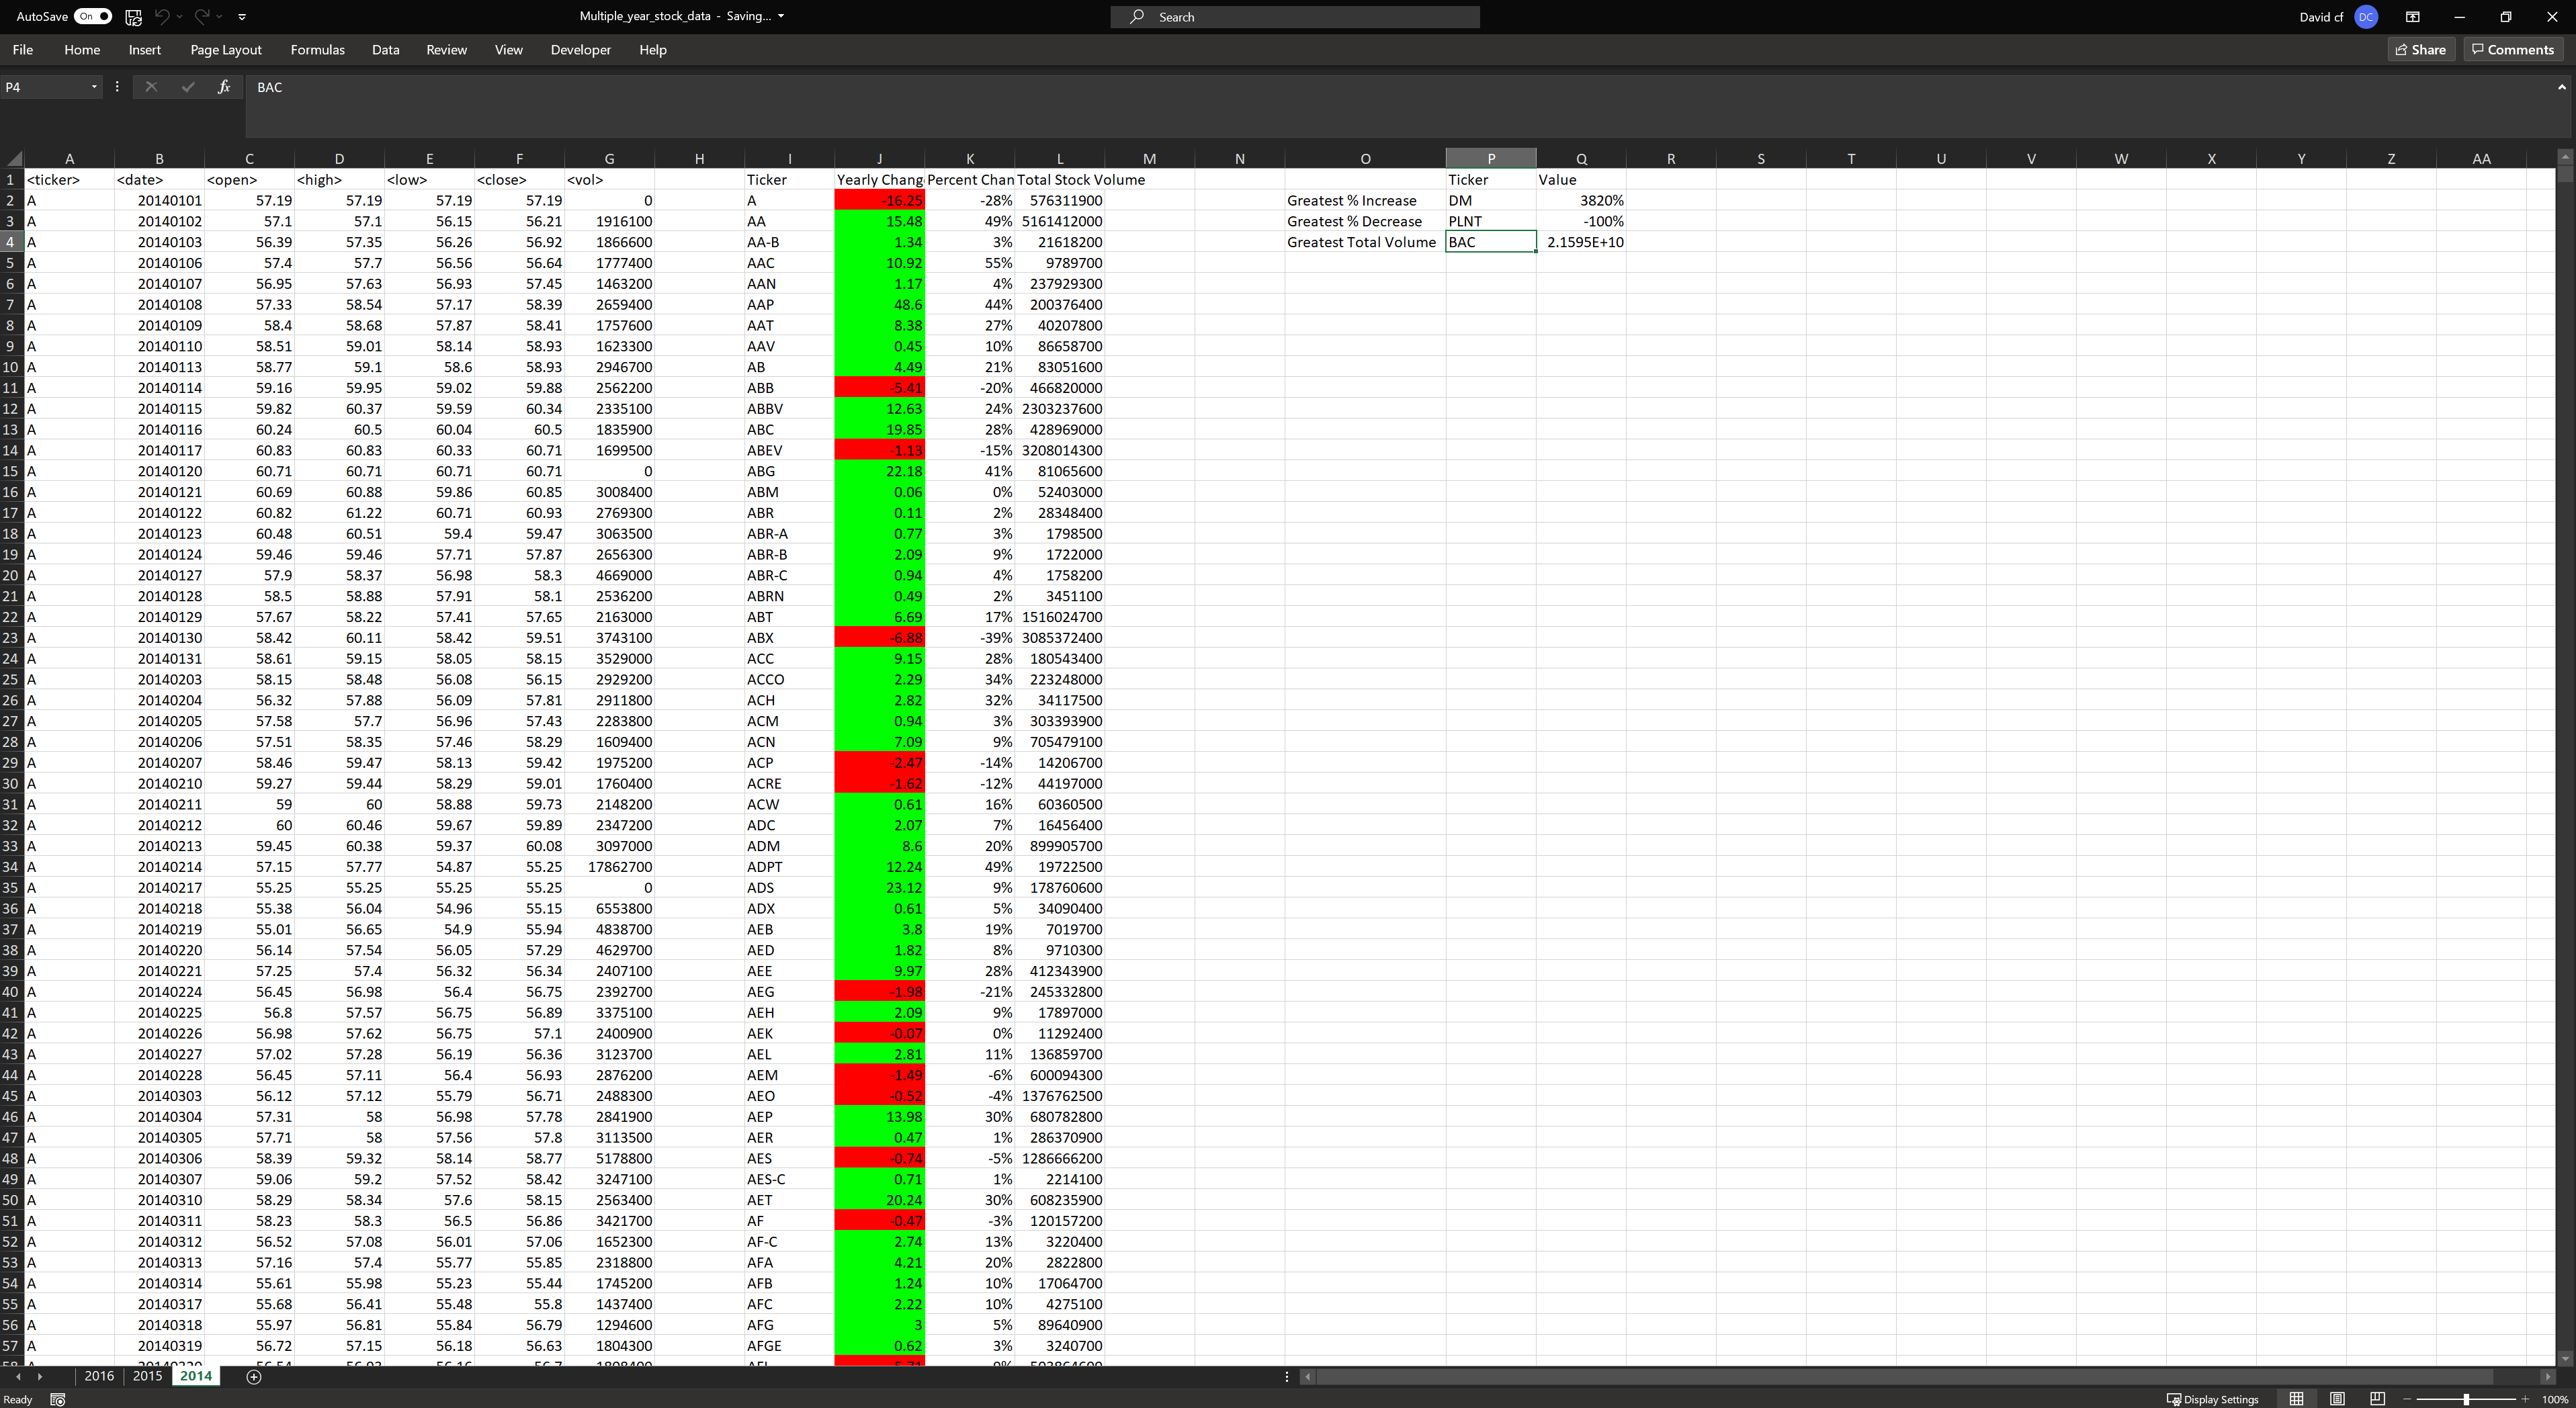 AutoSave On Multiple_year_stock_data - Saving... Search David cf DC
File Home Insert Page Layout Formulas Data Review View Developer Help Share Comments
P4 fx BAC
A B C D E F G H I J K L M N O P Q R S T U V W X Y Z AA
1 <ticker> <date> <open> <high> <low> <close> <vol> Ticker Yearly Chang Percent Chan Total Stock Volume Ticker Value
2 A 20140101 57.19 57.19 57.19 57.19 0 A -16.25 -28% 576311900 Greatest % Increase DM 3820%
3 A 20140102 57.1 57.1 56.15 56.21 1916100 AA 15.48 49% 5161412000 Greatest % Decrease PLNT -100%
4 A 20140103 56.39 57.35 56.26 56.92 1866600 AA-B 1.34 3% 21618200 Greatest Total Volume BAC 2.1595E+10
5 A 20140106 57.4 57.7 56.56 56.64 1777400 AAC 10.92 55% 9789700
6 A 20140107 56.95 57.63 56.93 57.45 1463200 AAN 1.17 4% 237929300
7 A 20140108 57.33 58.54 57.17 58.39 2659400 AAP 48.6 44% 200376400
8 A 20140109 58.4 58.68 57.87 58.41 1757600 AAT 8.38 27% 40207800
9 A 20140110 58.51 59.01 58.14 58.93 1623300 AAV 0.45 10% 86658700
10 A 20140113 58.77 59.1 58.6 58.93 2946700 AB 4.49 21% 83051600
11 A 20140114 59.16 59.95 59.02 59.88 2562200 ABB -5.41 -20% 466820000
12 A 20140115 59.82 60.37 59.59 60.34 2335100 ABBV 12.63 24% 2303237600
13 A 20140116 60.24 60.5 60.04 60.5 1835900 ABC 19.85 28% 428969000
14 A 20140117 60.83 60.83 60.33 60.71 1699500 ABEV -1.13 -15% 3208014300
15 A 20140120 60.71 60.71 60.71 60.71 0 ABG 22.18 41% 81065600
16 A 20140121 60.69 60.88 59.86 60.85 3008400 ABM 0.06 0% 52403000
17 A 20140122 60.82 61.22 60.71 60.93 2769300 ABR 0.11 2% 28348400
18 A 20140123 60.48 60.51 59.4 59.47 3063500 ABR-A 0.77 3% 1798500
19 A 20140124 59.46 59.46 57.71 57.87 2656300 ABR-B 2.09 9% 1722000
20 A 20140127 57.9 58.37 56.98 58.3 4669000 ABR-C 0.94 4% 1758200
21 A 20140128 58.5 58.88 57.91 58.1 2536200 ABRN 0.49 2% 3451100
22 A 20140129 57.67 58.22 57.41 57.65 2163000 ABT 6.69 17% 1516024700
23 A 20140130 58.42 60.11 58.42 59.51 3743100 ABX -6.88 -39% 3085372400
24 A 20140131 58.61 59.15 58.05 58.15 3529000 ACC 9.15 28% 180543400
25 A 20140203 58.15 58.48 56.08 56.15 2929200 ACCO 2.29 34% 223248000
26 A 20140204 56.32 57.88 56.09 57.81 2911800 ACH 2.82 32% 34117500
27 A 20140205 57.58 57.7 56.96 57.43 2283800 ACM 0.94 3% 303393900
28 A 20140206 57.51 58.35 57.46 58.29 1609400 ACN 7.09 9% 705479100
29 A 20140207 58.46 59.47 58.13 59.42 1975200 ACP -2.47 -14% 14206700
30 A 20140210 59.27 59.44 58.29 59.01 1760400 ACRE -1.62 -12% 44197000
31 A 20140211 59 60 58.88 59.73 2148200 ACW 0.61 16% 60360500
32 A 20140212 60 60.46 59.67 59.89 2347200 ADC 2.07 7% 16456400
33 A 20140213 59.45 60.38 59.37 60.08 3097000 ADM 8.6 20% 899905700
34 A 20140214 57.15 57.77 54.87 55.25 17862700 ADPT 12.24 49% 19722500
35 A 20140217 55.25 55.25 55.25 55.25 0 ADS 23.12 9% 178760600
36 A 20140218 55.38 56.04 54.96 55.15 6553800 ADX 0.61 5% 34090400
37 A 20140219 55.01 56.65 54.9 55.94 4838700 AEB 3.8 19% 7019700
38 A 20140220 56.14 57.54 56.05 57.29 4629700 AED 1.82 8% 9710300
39 A 20140221 57.25 57.4 56.32 56.34 2407100 AEE 9.97 28% 412343900
40 A 20140224 56.45 56.98 56.4 56.75 2392700 AEG -1.98 -21% 245332800
41 A 20140225 56.8 57.57 56.75 56.89 3375100 AEH 2.09 9% 17897000
42 A 20140226 56.98 57.62 56.75 57.1 2400900 AEK -0.07 0% 11292400
43 A 20140227 57.02 57.28 56.19 56.36 3123700 AEL 2.81 11% 136859700
44 A 20140228 56.45 57.11 56.4 56.93 2876200 AEM -1.49 -6% 600094300
45 A 20140303 56.12 57.12 55.79 56.71 2488300 AEO -0.52 -4% 1376762500
46 A 20140304 57.31 58 56.98 57.78 2841900 AEP 13.98 30% 680782800
47 A 20140305 57.71 58 57.56 57.8 3113500 AER 0.47 1% 286370900
48 A 20140306 58.39 59.32 58.14 58.77 5178800 AES -0.74 -5% 1286666200
49 A 20140307 59.06 59.2 57.52 58.42 3247100 AES-C 0.71 1% 2214100
50 A 20140310 58.29 58.34 57.6 58.15 2563400 AET 20.24 30% 608235900
51 A 20140311 58.23 58.3 56.5 56.86 3421700 AF -0.47 -3% 120157200
52 A 20140312 56.52 57.08 56.01 57.06 1652300 AF-C 2.74 13% 3220400
53 A 20140313 57.16 57.4 55.77 55.85 2318800 AFA 4.21 20% 2822800
54 A 20140314 55.61 55.98 55.23 55.44 1745200 AFB 1.24 10% 17064700
55 A 20140317 55.68 56.41 55.48 55.8 1437400 AFC 2.22 10% 4275100
56 A 20140318 55.97 56.81 55.84 56.79 1294600 AFG 3 5% 89640900
57 A 20140319 56.72 57.15 56.18 56.63 1804300 AFGE 0.62 3% 3240700
2016 2015 2014
Ready Display Settings 100%